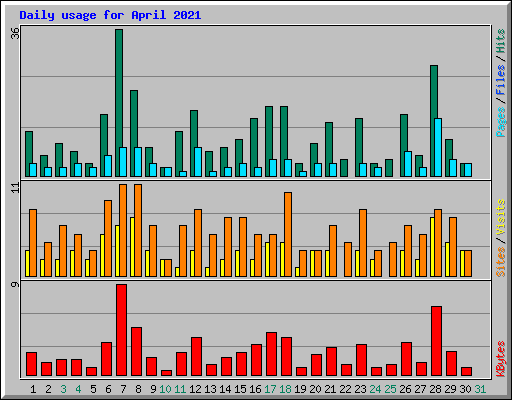 Daily usage for April 2021
36
Pages / Files / Hits
11
Sites / Visits
9
KBytes
1 2 3 4 5 6 7 8 9 10 11 12 13 14 15 16 17 18 19 20 21 22 23 24 25 26 27 28 29 30 31